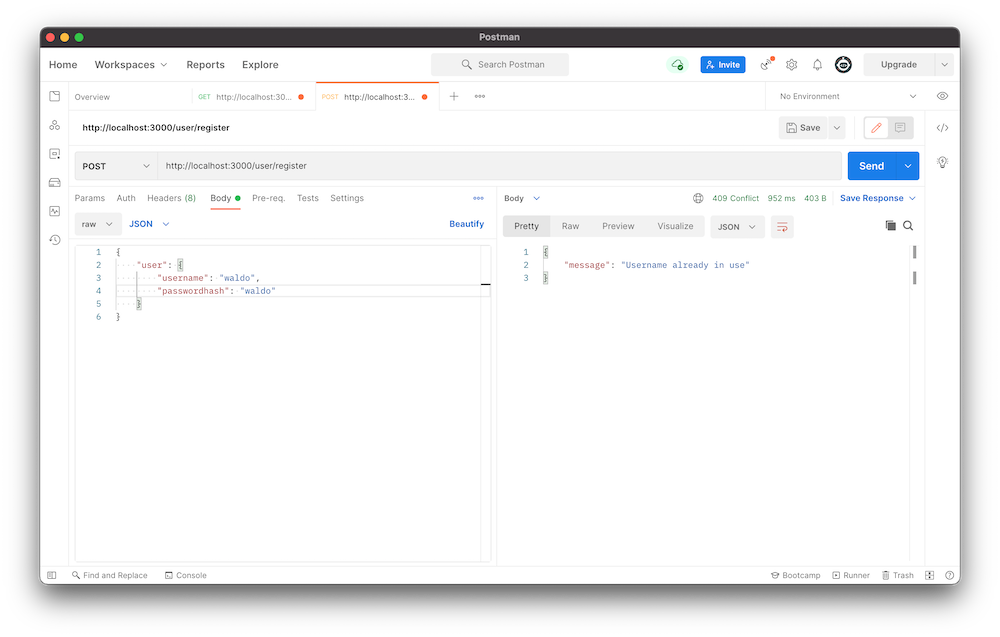 Postman
Home Workspaces Reports Explore Search Postman Invite Upgrade
Overview GET http://localhost:30... POST http://localhost:3... No Environment
http://localhost:3000/user/register Save
POST http://localhost:3000/user/register Send
Params Auth Headers (8) Body Pre-req. Tests Settings
raw JSON Beautify
1 {
2 "user": {
3 "username": "waldo",
4 "passwordhash": "waldo"
5 }
6 }
Body 409 Conflict 952 ms 403 B Save Response
Pretty Raw Preview Visualize JSON
1 {
2 "message": "Username already in use"
3 }
Find and Replace Console Bootcamp Runner Trash